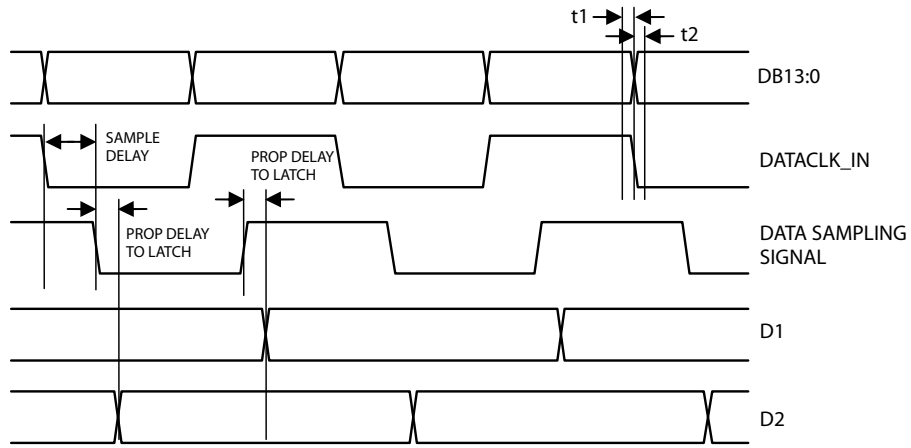 t1
t2
DB13:0
SAMPLE
DELAY
PROP DELAY
TO LATCH
DATACLK_IN
PROP DELAY
TO LATCH
DATA SAMPLING
SIGNAL
D1
D2